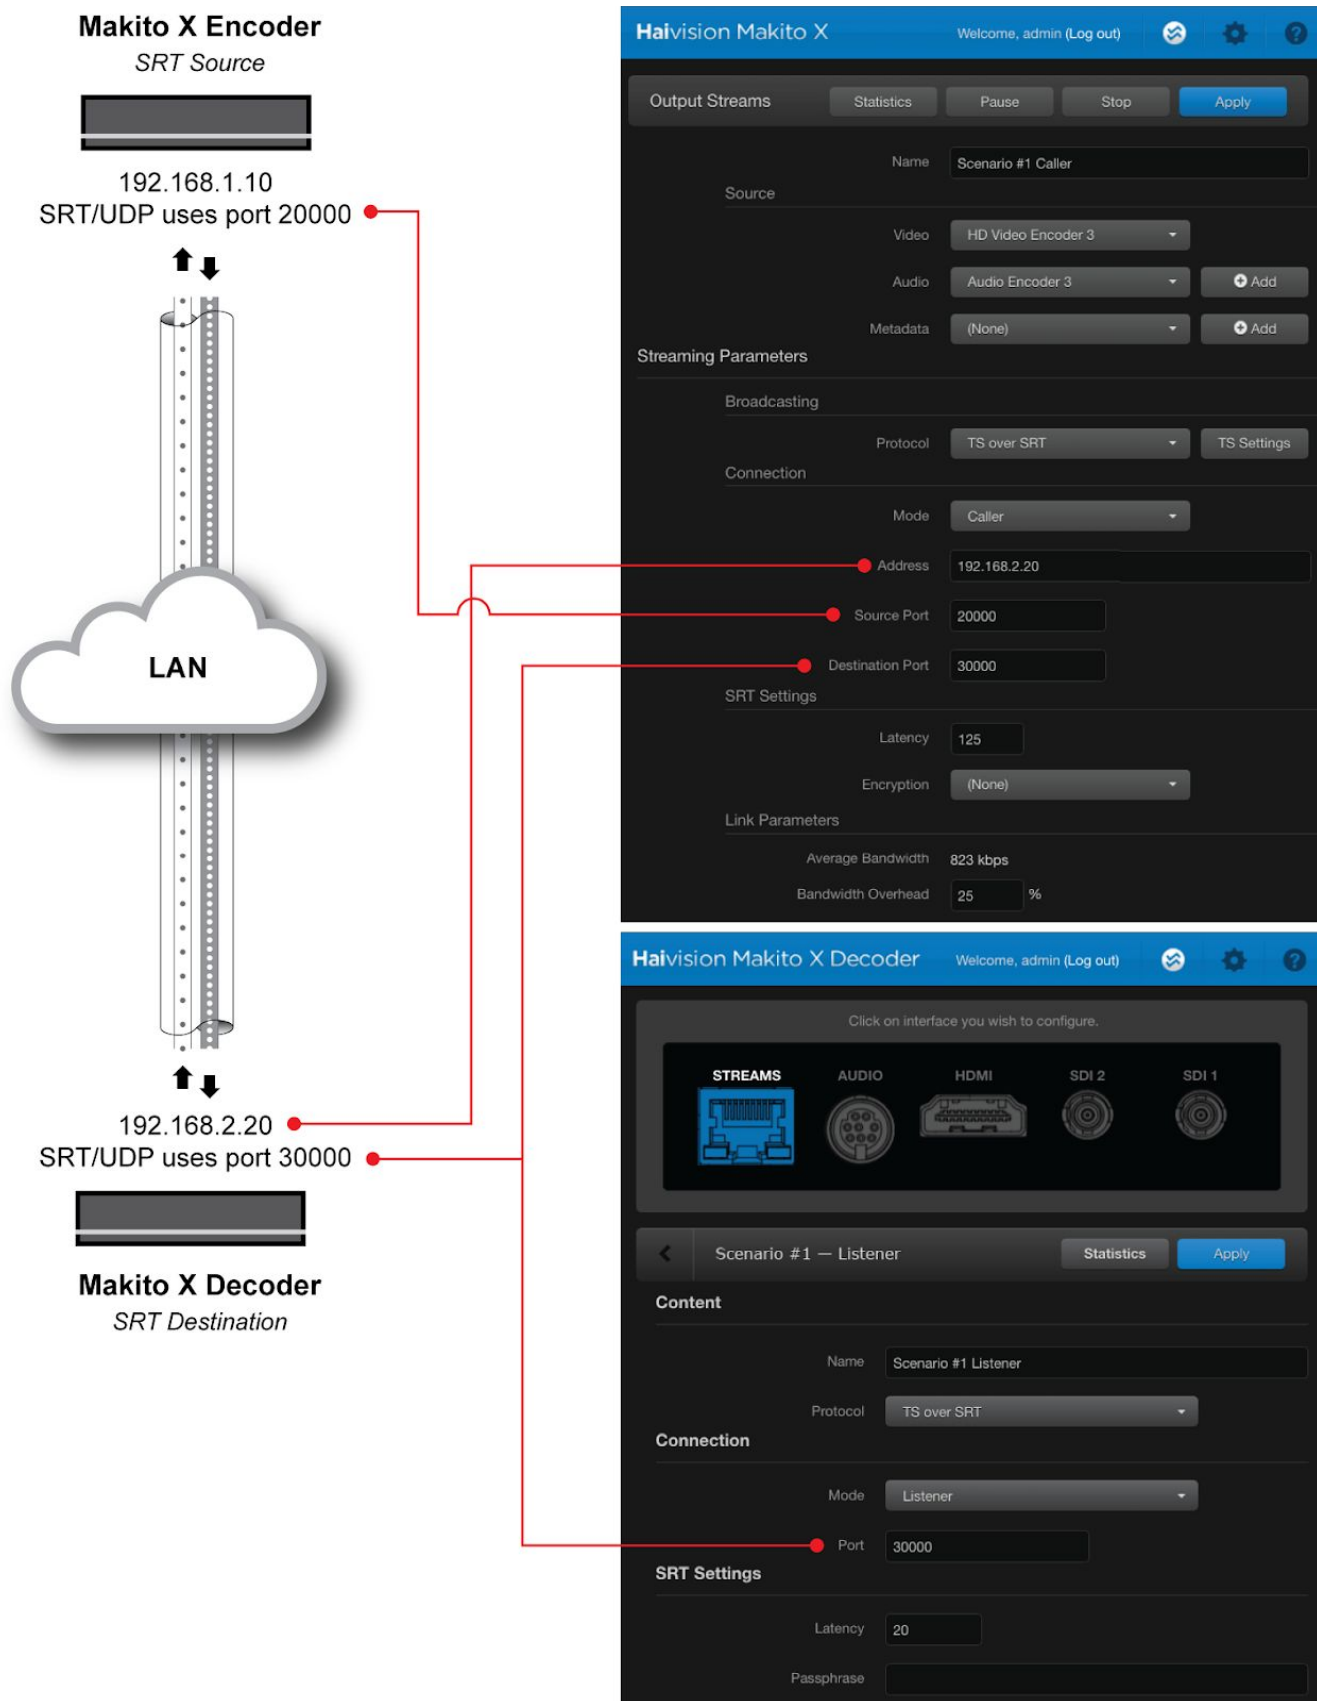 Makito X Encoder
SRT Source
192.168.1.10
SRT/UDP uses port 20000
LAN
192.168.2.20
SRT/UDP uses port 30000
Makito X Decoder
SRT Destination
Haivision Makito X
Welcome, admin (Log out)
?
Output Streams
Statistics
Pause
Stop
Apply
Name
Scenario #1 Caller
Source
Video
HD Video Encoder 3
Audio
Audio Encoder 3
Add
Metadata
(None)
Add
Streaming Parameters
Broadcasting
Protocol
TS over SRT
TS Settings
Connection
Mode
Caller
Address
192.168.2.20
Source Port
20000
Destination Port
30000
SRT Settings
Latency
125
Encryption
(None)
Link Parameters
Average Bandwidth
823 kbps
Bandwidth Overhead
25
%
Haivision Makito X Decoder
Welcome, admin (Log out)
?
Click on interface you wish to configure.
STREAMS
AUDIO
HDMI
SDI 2
SDI 1
Scenario #1 — Listener
Statistics
Apply
Content
Name
Scenario #1 Listener
Protocol
TS over SRT
Connection
Mode
Listener
Port
30000
SRT Settings
Latency
20
Passphrase